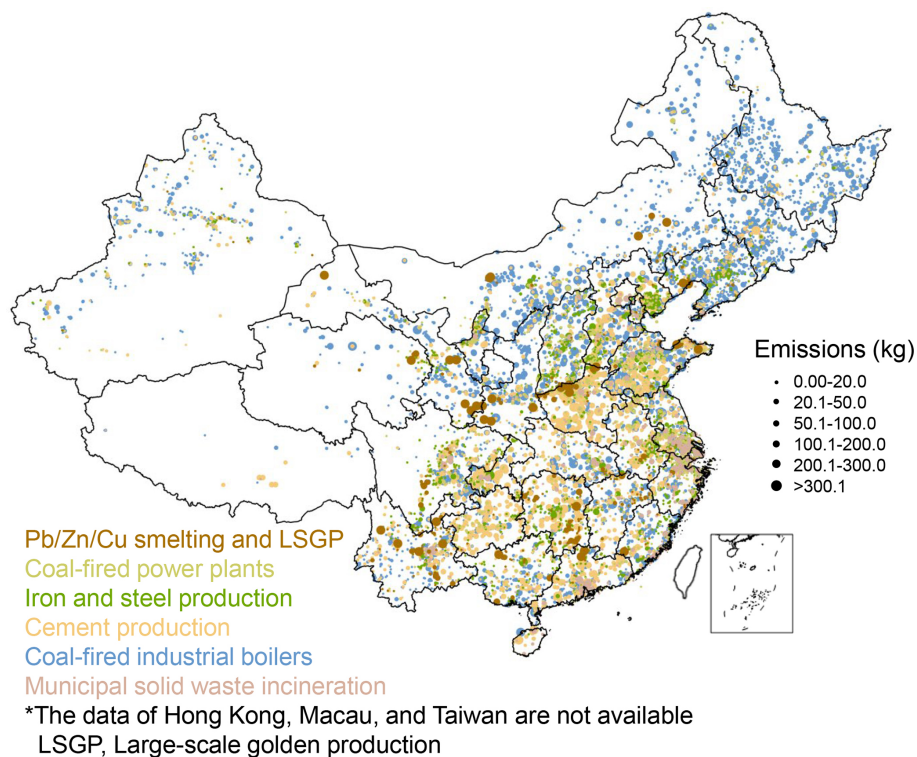 Emissions (kg)
0.00-20.0
20.1-50.0
50.1-100.0
100.1-200.0
200.1-300.0
>300.1
Pb/Zn/Cu smelting and LSGP
Coal-fired power plants
Iron and steel production
Cement production
Coal-fired industrial boilers
Municipal solid waste incineration
*The data of Hong Kong, Macau, and Taiwan are not available
LSGP, Large-scale golden production